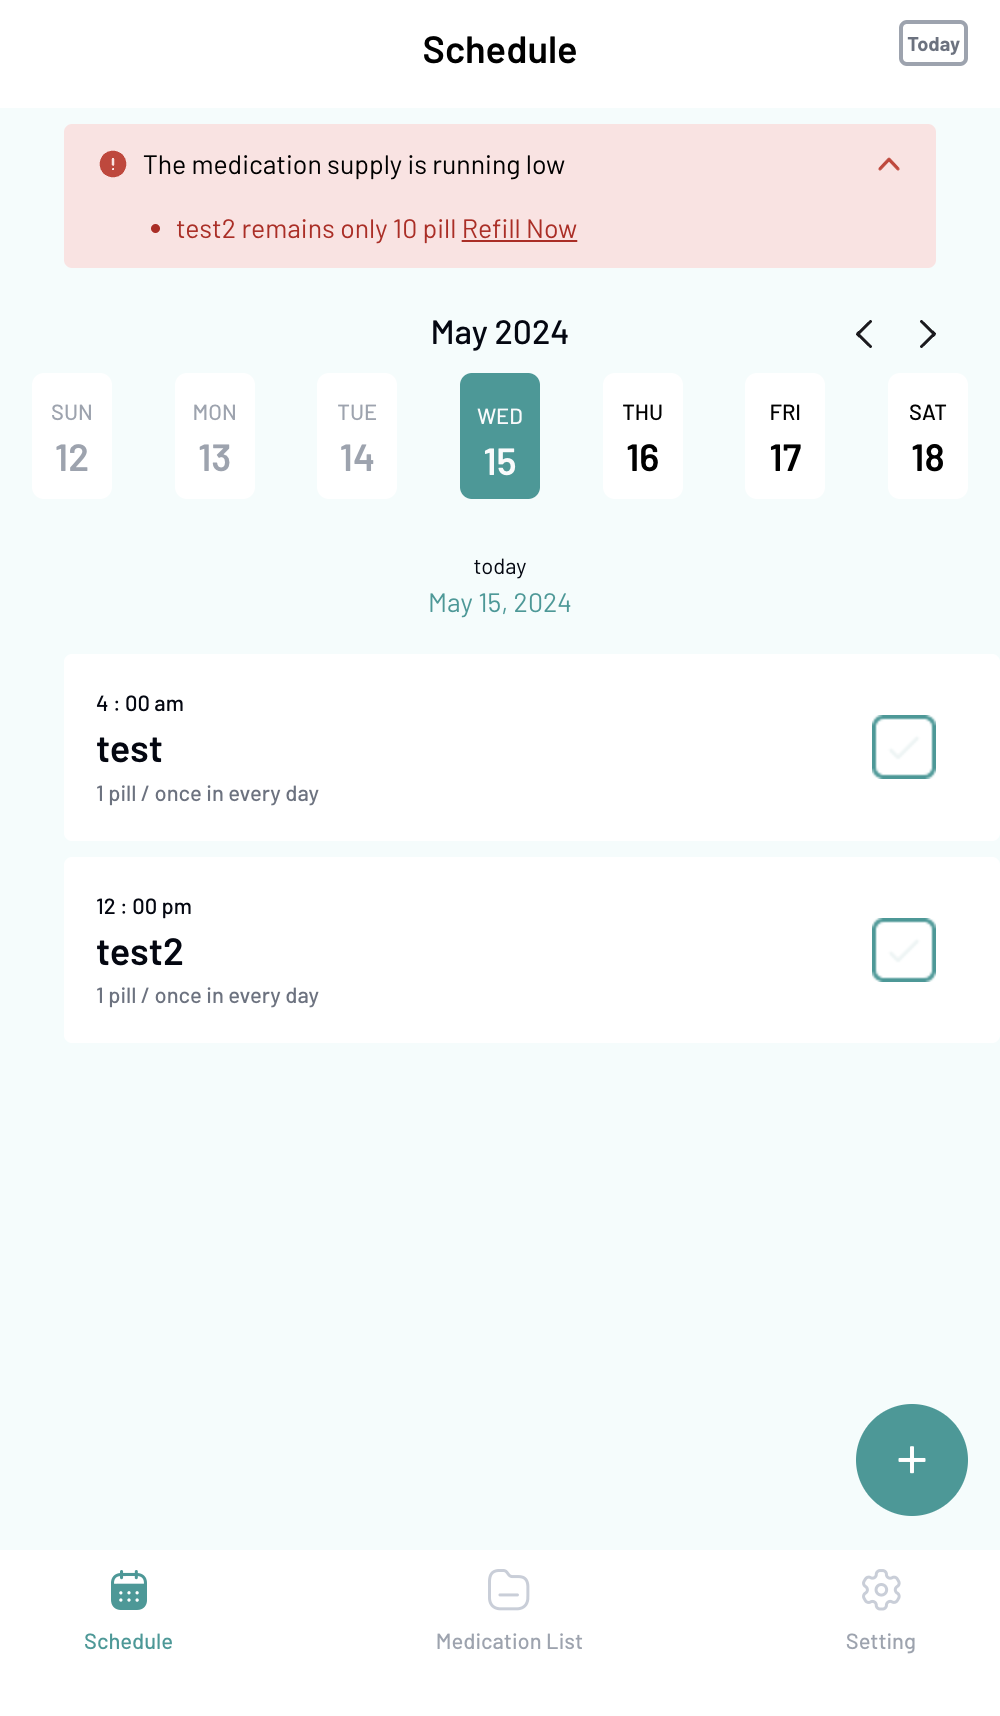 Schedule
Today
The medication supply is running low
• test2 remains only 10 pill Refill Now
May 2024
SUN MON TUE WED THU FRI SAT
12 13 14 15 16 17 18
today
May 15, 2024
4 : 00 am
test
1 pill / once in every day
12 : 00 pm
test2
1 pill / once in every day
Schedule Medication List Setting